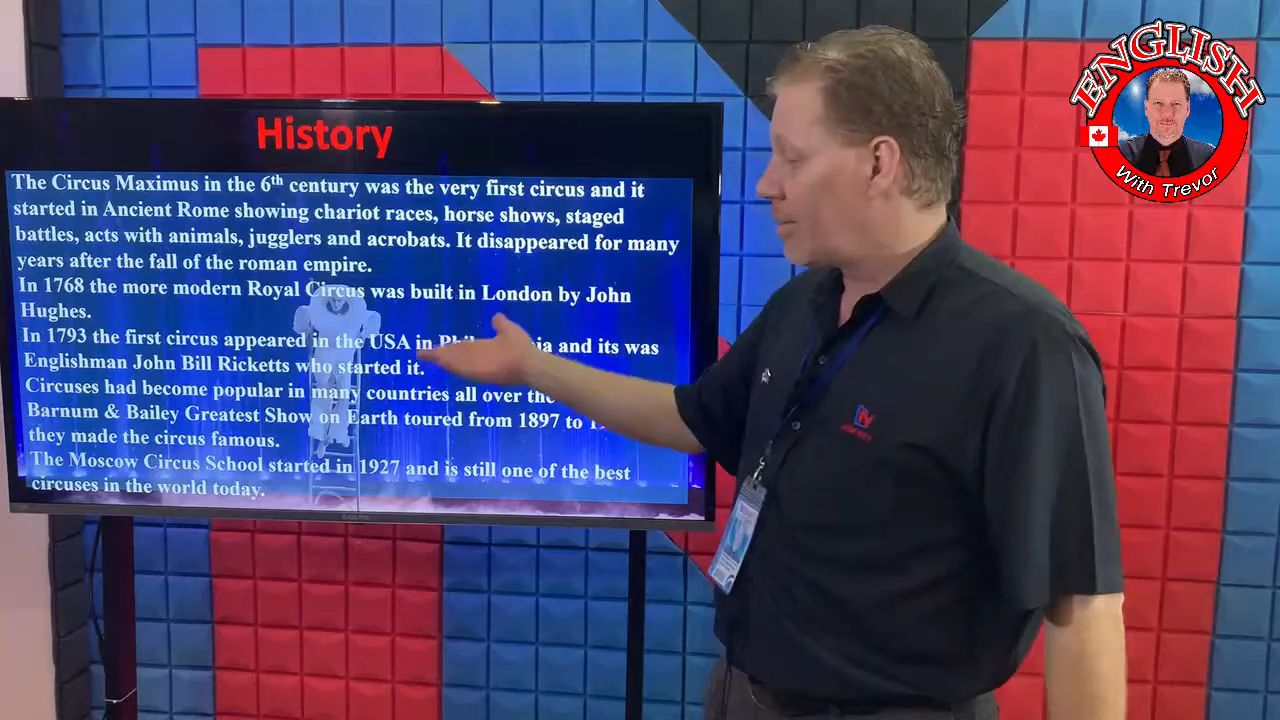 History
The Circus Maximus in the 6th century was the very first circus and it
started in Ancient Rome showing chariot races, horse shows, staged
battles, acts with animals, jugglers and acrobats. It disappeared for many
years after the fall of the roman empire.
In 1768 the more modern Royal Circus was built in London by John
Hughes.
In 1793 the first circus appeared in the USA in and its was
Englishman John Bill Ricketts who started it.
Circuses had become popular in many countries all over the
Barnum & Bailey Greatest Show on Earth toured from 1897 to
they made the circus famous.
The Moscow Circus School started in 1927 and is still one of the best
circuses in the world today.
ENGLISH
With Trevor